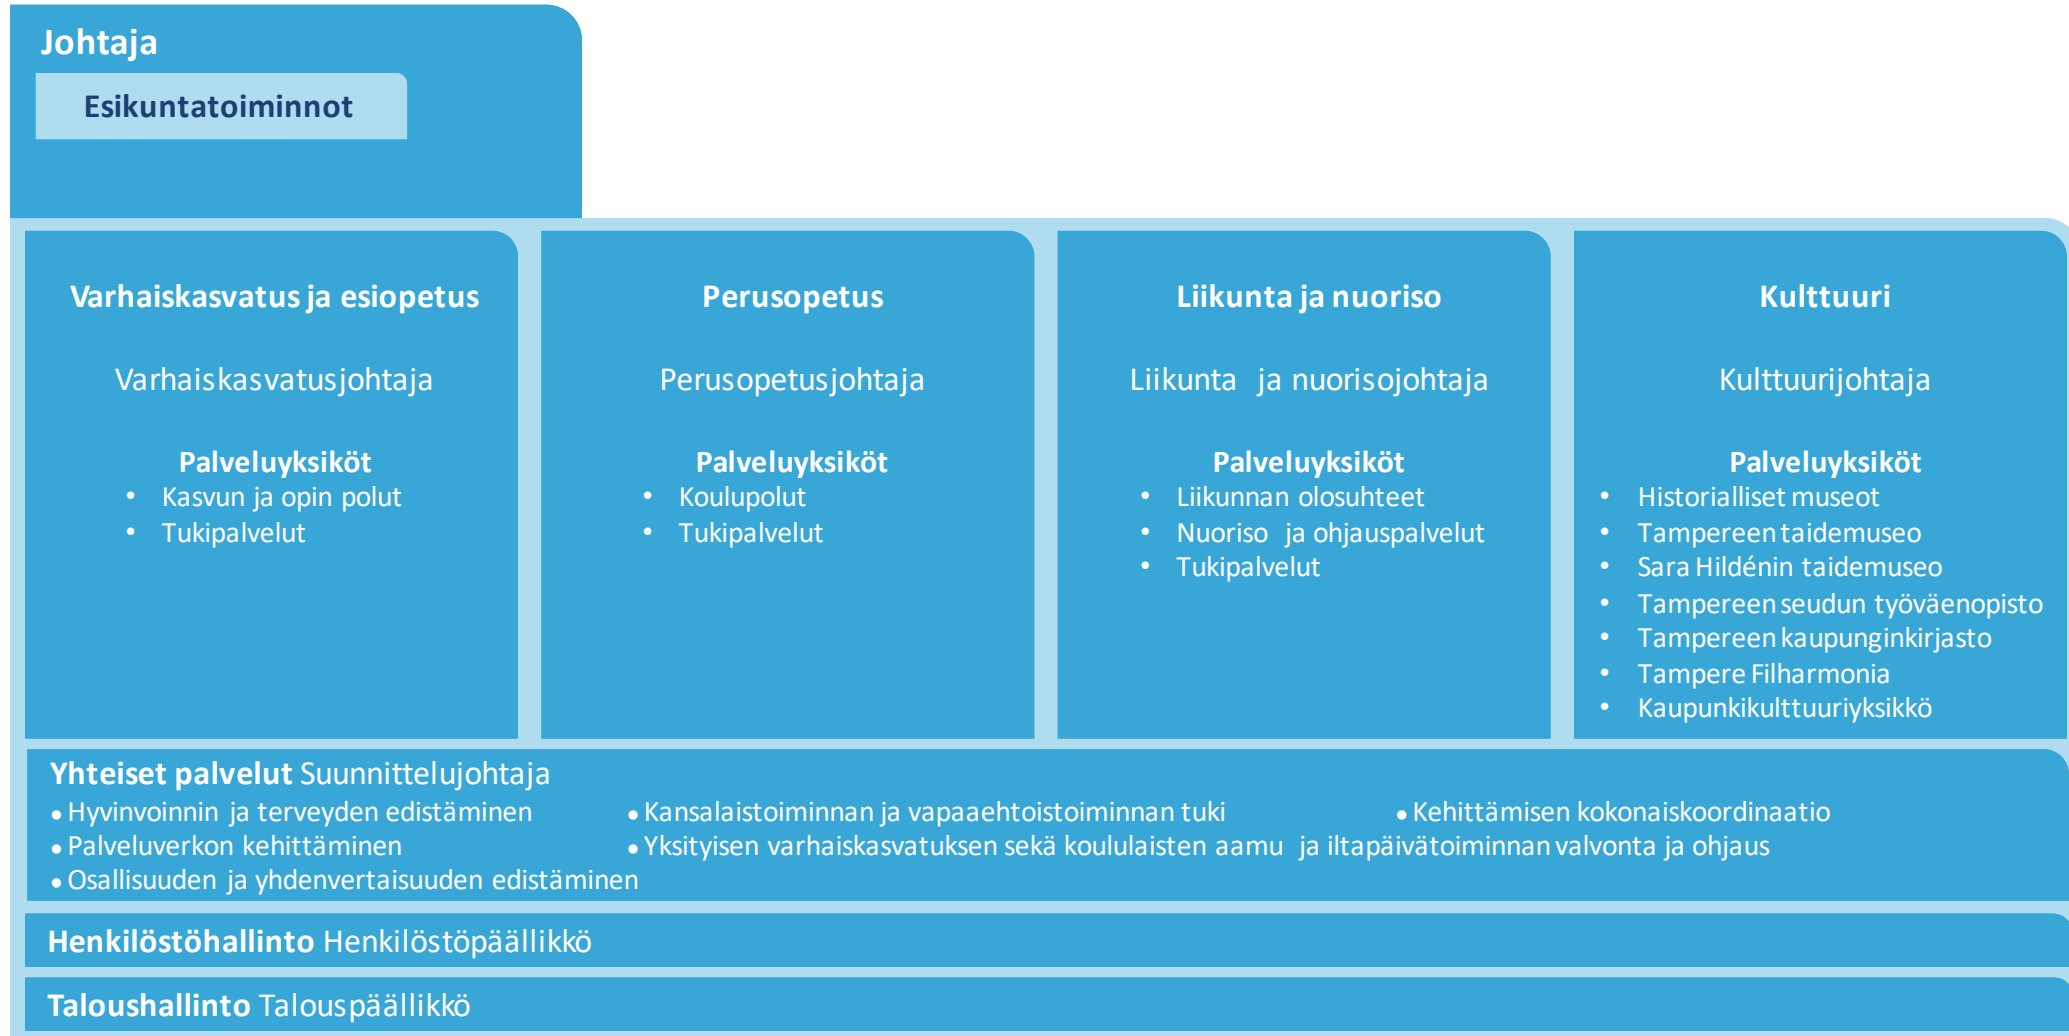 Johtaja
Esikuntatoiminnot
Varhaiskasvatus ja esiopetus
Varhaiskasvatusjohtaja
Palveluyksiköt
• Kasvun ja opin polut
• Tukipalvelut
Perusopetus
Perusopetusjohtaja
Palveluyksiköt
• Koulupolut
• Tukipalvelut
Liikunta ja nuoriso
Liikunta ja nuorisojohtaja
Palveluyksiköt
• Liikunnan olosuhteet
• Nuoriso ja ohjauspalvelut
• Tukipalvelut
Kulttuuri
Kulttuurijohtaja
Palveluyksiköt
• Historialliset museot
• Tampereen taidemuseo
• Sara Hildénin taidemuseo
• Tampereen seudun työväenopisto
• Tampereen kaupunginkirjasto
• Tampere Filharmonia
• Kaupunkikulttuuriyksikkö
Yhteiset palvelut Suunnittelujohtaja
• Hyvinvoinnin ja terveyden edistäminen
• Palveluverkon kehittäminen
• Osallisuuden ja yhdenvertaisuuden edistäminen
• Kansalaistoiminnan ja vapaaehtoistoiminnan tuki
• Yksityisen varhaiskasvatuksen sekä koululaisten aamu ja iltapäivätoiminnan valvonta ja ohjaus
• Kehittämisen kokonaiskoordinaatio
Henkilöstöhallinto Henkilöstöpäällikkö
Taloushallinto Talouspäällikkö